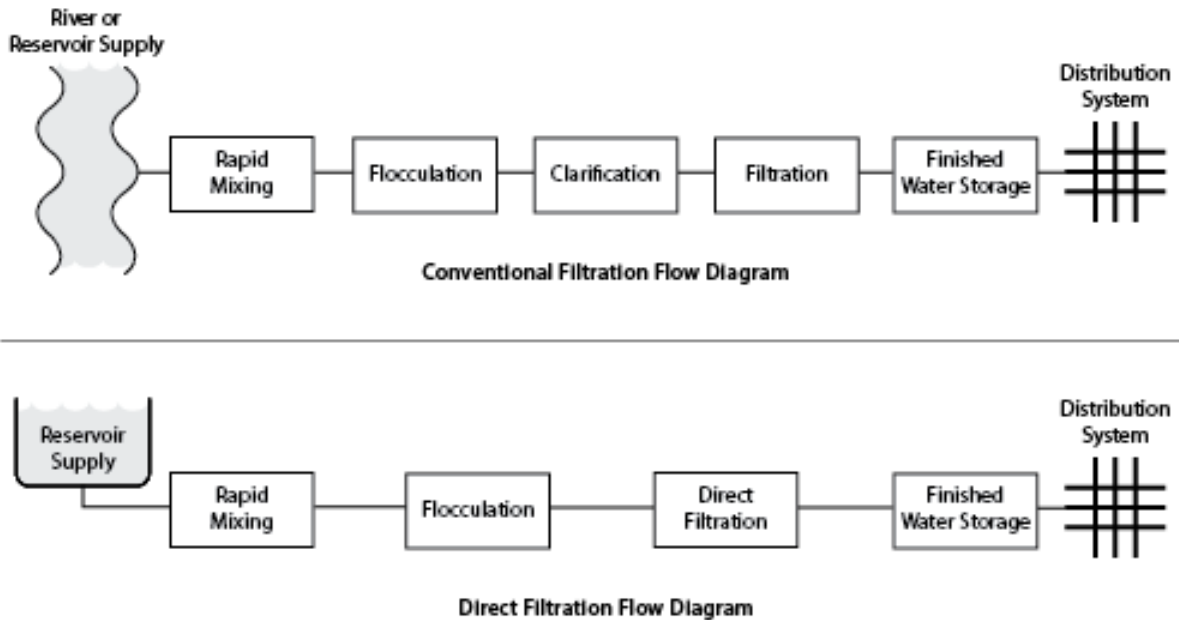 River or
Reservoir Supply
Distribution
System
Rapid
Mixing
Flocculation
Clarification
Filtration
Finished
Water Storage
Conventional Filtration Flow Diagram
Reservoir
Supply
Distribution
System
Rapid
Mixing
Flocculation
Direct
Filtration
Finished
Water Storage
Direct Filtration Flow Diagram